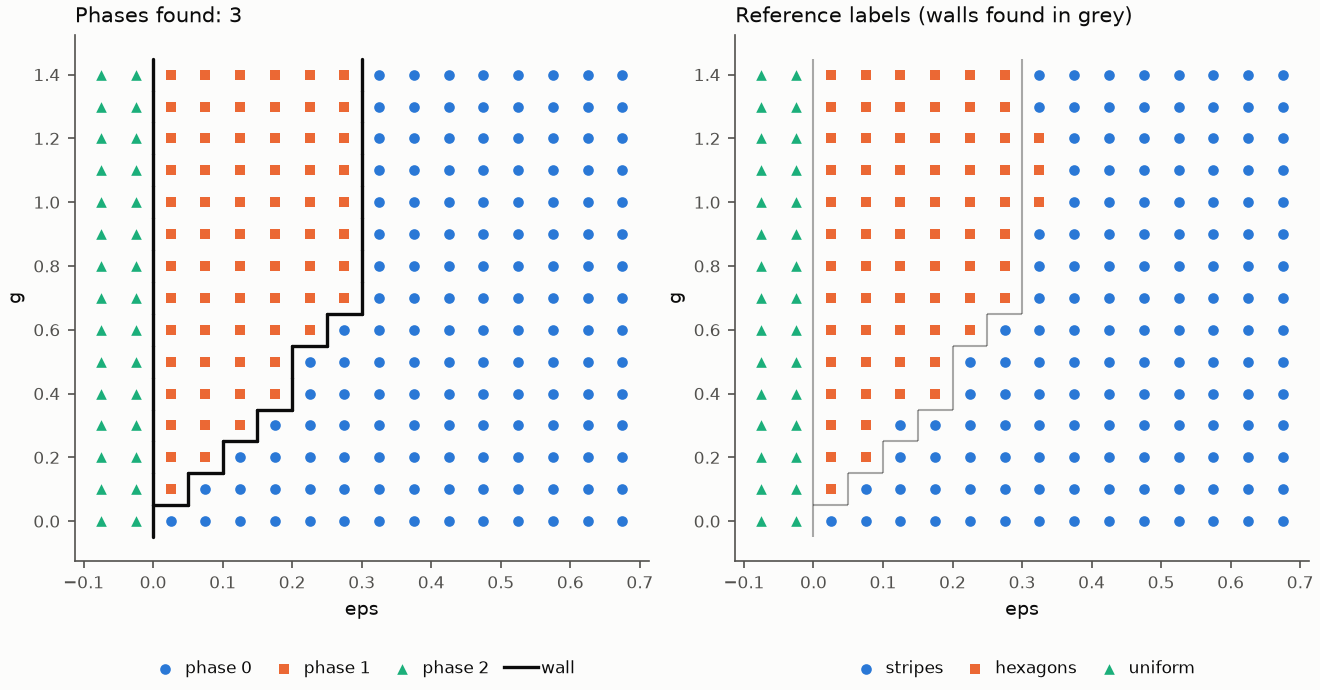 Phases found: 3
1.4
1.2
1.0
0.8
0.6
0.4
0.2
0.0
g
−0.1 0.0 0.1 0.2 0.3 0.4 0.5 0.6 0.7
eps
phase 0 phase 1 phase 2 wall
Reference labels (walls found in grey)
1.4
1.2
1.0
0.8
0.6
0.4
0.2
0.0
g
−0.1 0.0 0.1 0.2 0.3 0.4 0.5 0.6 0.7
eps
stripes hexagons uniform